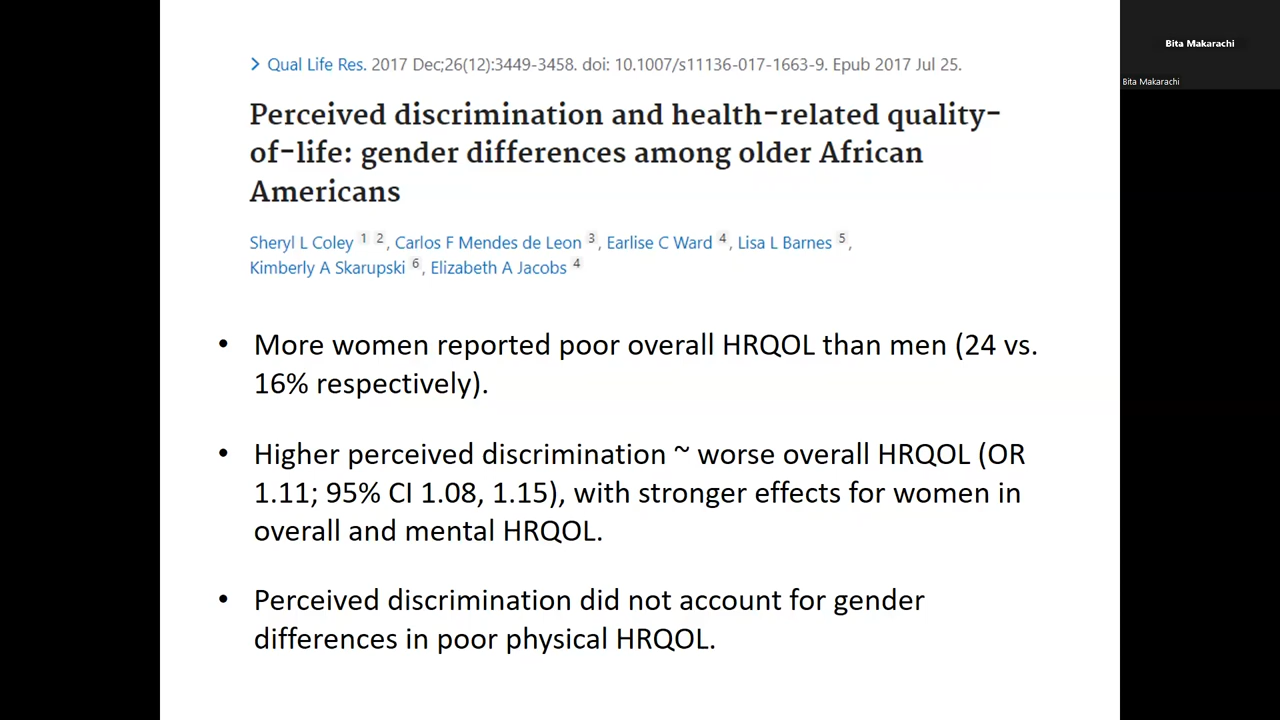 > Qual Life Res. 2017 Dec;26(12):3449-3458. doi: 10.1007/s11136-017-1663-9. Epub 2017 Jul 25.
Perceived discrimination and health-related quality-
of-life: gender differences among older African
Americans
Sheryl L Coley 1 2, Carlos F Mendes de Leon 3, Earlise C Ward 4, Lisa L Barnes 5,
Kimberly A Skarupski 6, Elizabeth A Jacobs 4
• More women reported poor overall HRQOL than men (24 vs.
16% respectively).
• Higher perceived discrimination ~ worse overall HRQOL (OR
1.11; 95% CI 1.08, 1.15), with stronger effects for women in
overall and mental HRQOL.
• Perceived discrimination did not account for gender
differences in poor physical HRQOL.
Bita Makarachi
Bita Makarachi